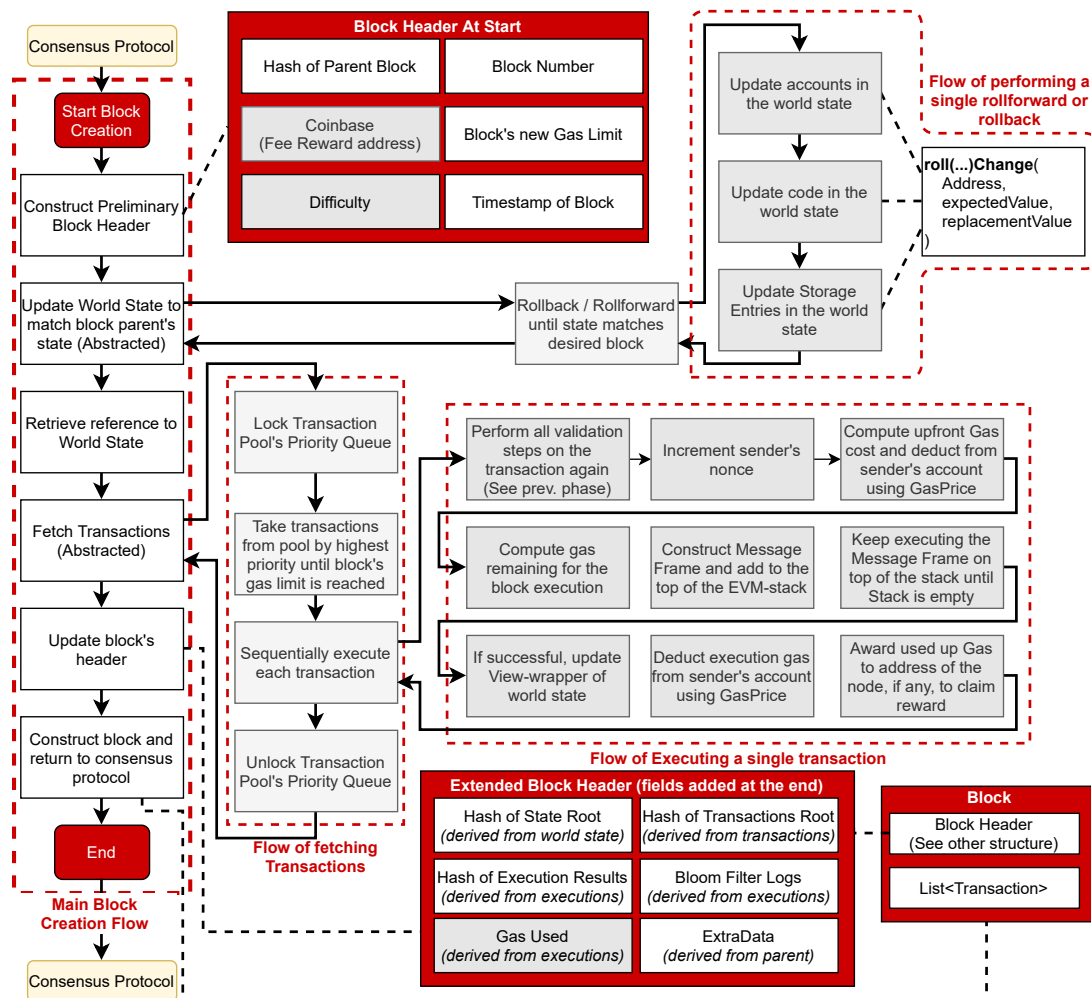 Consensus Protocol
Start Block
Creation
Construct Preliminary
Block Header
Update World State to
match block parent's
state (Abstracted)
Retrieve reference to
World State
Fetch Transactions
(Abstracted)
Update block's
header
Construct block and
return to consensus
protocol
End
Main Block
Creation Flow
Consensus Protocol
Block Header At Start
Hash of Parent Block
Block Number
Coinbase
(Fee Reward address)
Block's new Gas Limit
Difficulty
Timestamp of Block
Rollback / Rollforward
until state matches
desired block
Update accounts in
the world state
Update code in the
world state
Update Storage
Entries in the world
state
Flow of performing a
single rollforward or
rollback
roll(...)Change(
Address,
expectedValue,
replacementValue
)
Lock Transaction
Pool's Priority Queue
Take transactions
from pool by highest
priority until block's
gas limit is reached
Sequentially execute
each transaction
Unlock Transaction
Pool's Priority Queue
Flow of fetching
Transactions
Perform all validation
steps on the
transaction again
(See prev. phase)
Increment sender's
nonce
Compute upfront Gas
cost and deduct from
sender's account
using GasPrice
Compute gas
remaining for the
block execution
Construct Message
Frame and add to the
top of the EVM-stack
Keep executing the
Message Frame on
top of the stack until
Stack is empty
If successful, update
View-wrapper of
world state
Deduct execution gas
from sender's account
using GasPrice
Award used up Gas
to address of the
node, if any, to claim
reward
Flow of Executing a single transaction
Extended Block Header (fields added at the end)
Hash of State Root
(derived from world state)
Hash of Transactions Root
(derived from transactions)
Hash of Execution Results
(derived from executions)
Bloom Filter Logs
(derived from executions)
Gas Used
(derived from executions)
ExtraData
(derived from parent)
Block
Block Header
(See other structure)
List<Transaction>